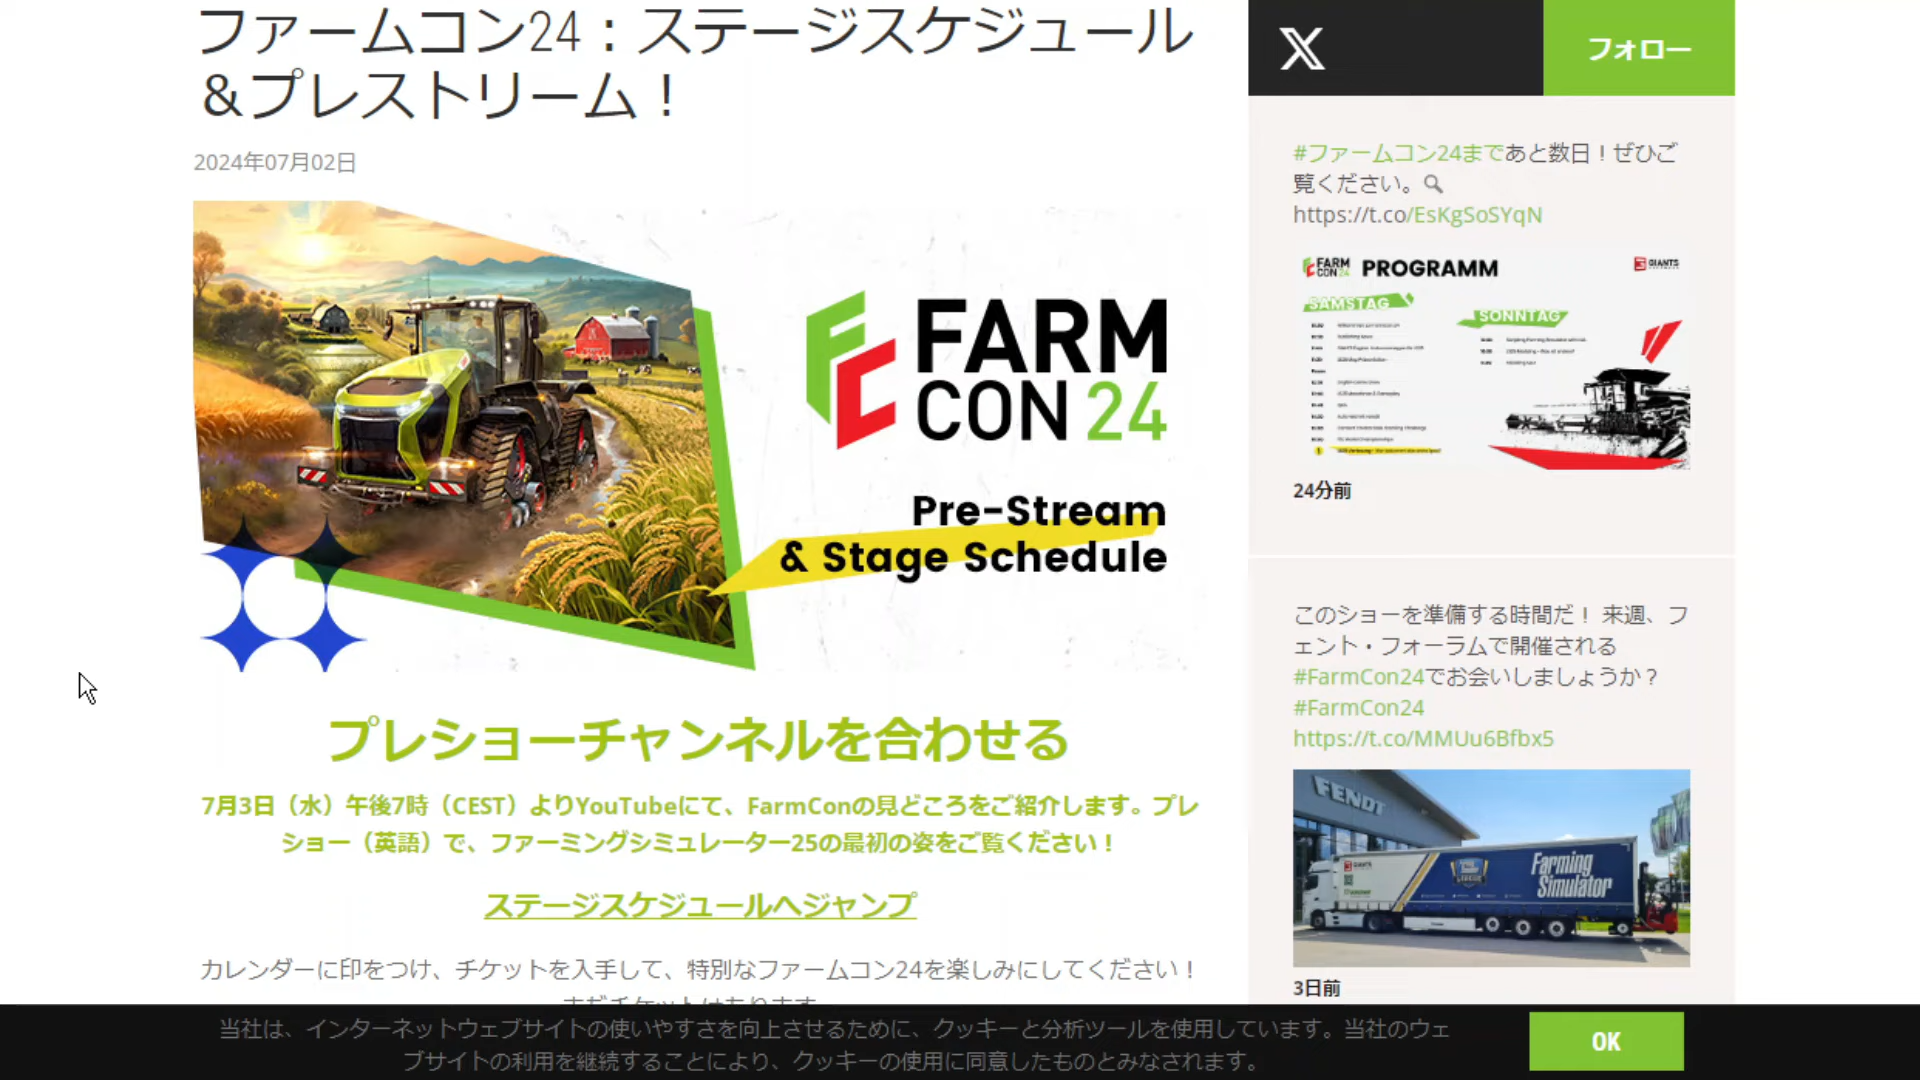 ファームコン24：ステージスケジュール
&プレストリーム！
2024年07月02日
FARM
CON 24
Pre-Stream
& Stage Schedule
プレショーチャンネルを合わせる
7月3日（水）午後7時（CEST）よりYouTubeにて、FarmConの見どころをご紹介します。プレ
ショー（英語）で、ファーミングシミュレーター25の最初の姿をご覧ください！
ステージスケジュールへジャンプ
カレンダーに印をつけ、チケットを入手して、特別なファームコン24を楽しみにしてください！
まだチケットはあります
X
フォロー
#ファームコン24まであと数日！ぜひご
覧ください。🔍
https://t.co/EsKgSoSYqN
FARM
CON 24
PROGRAMM
GIANTS
SAMSTAG
SONNTAG
24分前
このショーを準備する時間だ！ 来週、フ
ェント・フォーラムで開催される
#FarmCon24でお会いしましょうか？
#FarmCon24
https://t.co/MMUu6Bfbx5
FENDT
Farming
Simulator
3日前
当社は、インターネットウェブサイトの使いやすさを向上させるために、クッキーと分析ツールを使用しています。当社のウェ
ブサイトの利用を継続することにより、クッキーの使用に同意したものとみなされます。
OK